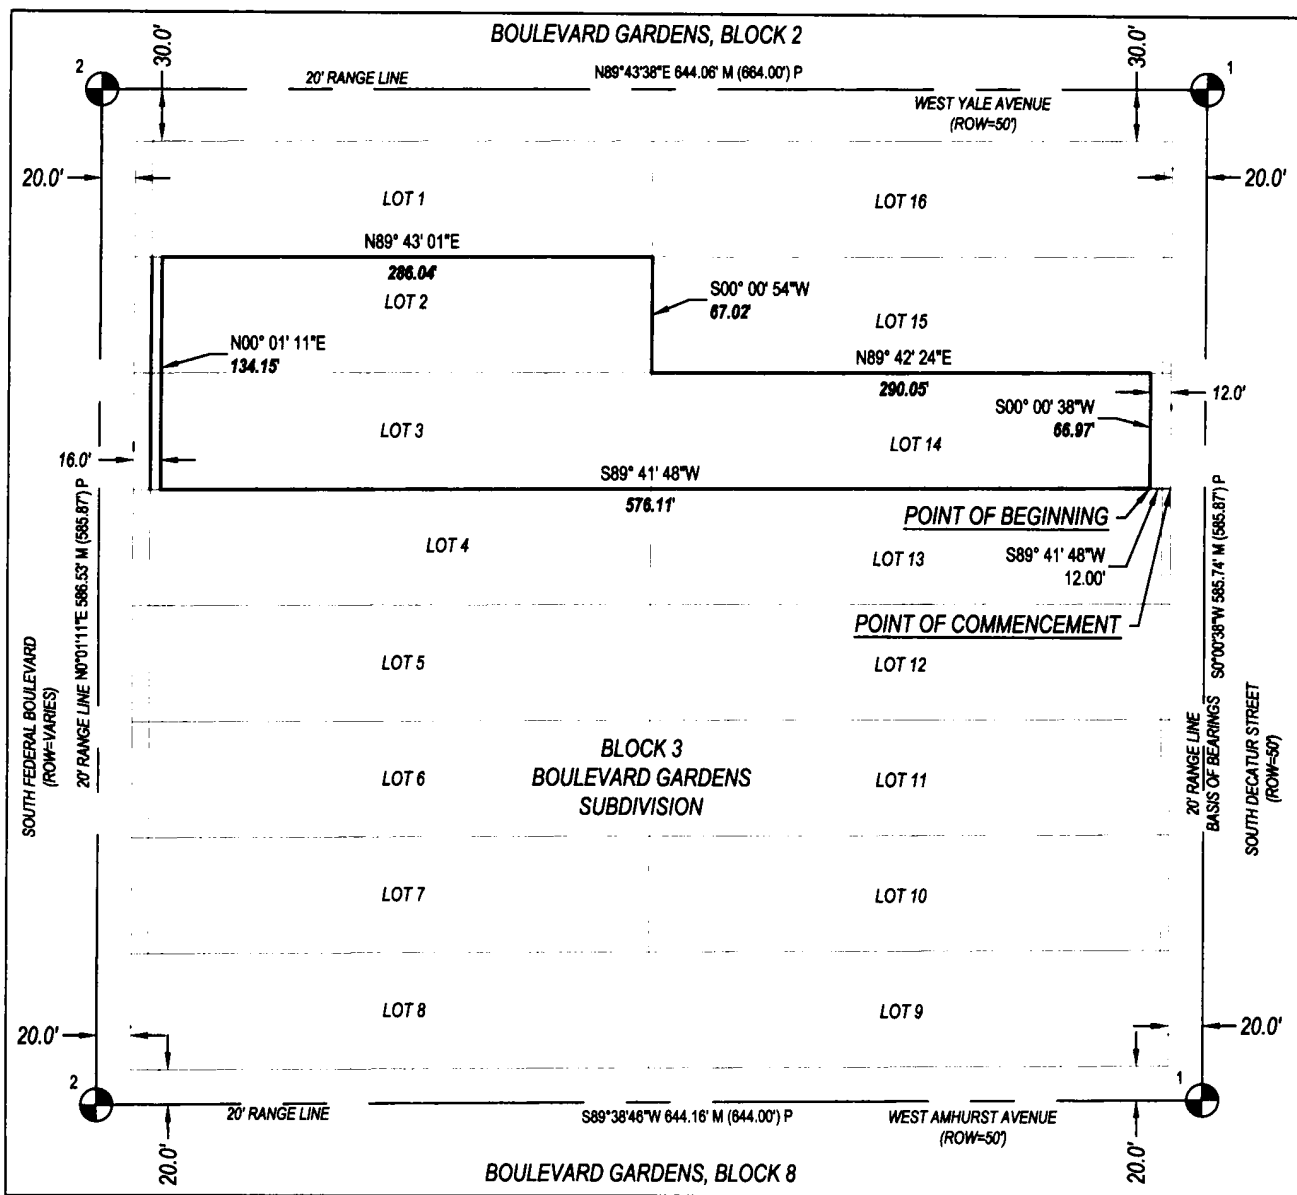 BOULEVARD GARDENS, BLOCK 2
30.0'
30.0'
2
20' RANGE LINE
N89°43'38"E 644.06' M (664.00') P
1
WEST YALE AVENUE
(ROW=50')
20.0'
20.0'
LOT 1
LOT 16
N89° 43' 01"E
286.04'
LOT 2
S00° 00' 54"W
67.02'
LOT 15
N00° 01' 11"E
134.15'
N89° 42' 24"E
290.05'
12.0'
S00° 00' 38"W
66.97'
LOT 3
LOT 14
16.0'
S89° 41' 48"W
576.11'
POINT OF BEGINNING
LOT 4
LOT 13
S89° 41' 48"W
12.00'
POINT OF COMMENCEMENT
LOT 5
LOT 12
SOUTH FEDERAL BOULEVARD
(ROW=VARIES)
20' RANGE LINE N0°01'11"E 586.53' M (585.87') P
20' RANGE LINE
BASIS OF BEARINGS S0°00'38"W 585.74' M (585.87') P
SOUTH DECATUR STREET
(ROW=50')
BLOCK 3
BOULEVARD GARDENS
SUBDIVISION
LOT 6
LOT 11
LOT 7
LOT 10
LOT 8
LOT 9
20.0'
20.0'
2
1
20' RANGE LINE
S89°38'46"W 644.16' M (644.00') P
WEST AMHURST AVENUE
(ROW=50')
20.0'
20.0'
BOULEVARD GARDENS, BLOCK 8